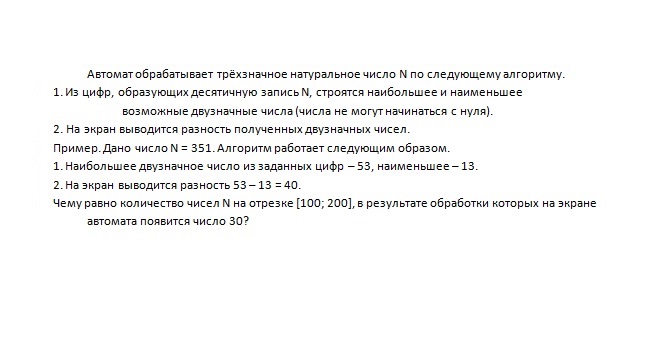 Автомат обрабатывает трёхзначное натуральное число N по следующему алгоритму.
1. Из цифр, образующих десятичную запись N, строятся наибольшее и наименьшее
возможные двузначные числа (числа не могут начинаться с нуля).
2. На экран выводится разность полученных двузначных чисел.
Пример. Дано число N = 351. Алгоритм работает следующим образом.
1. Наибольшее двузначное число из заданных цифр – 53, наименьшее – 13.
2. На экран выводится разность 53 – 13 = 40.
Чему равно количество чисел N на отрезке [100; 200], в результате обработки которых на экране
автомата появится число 30?